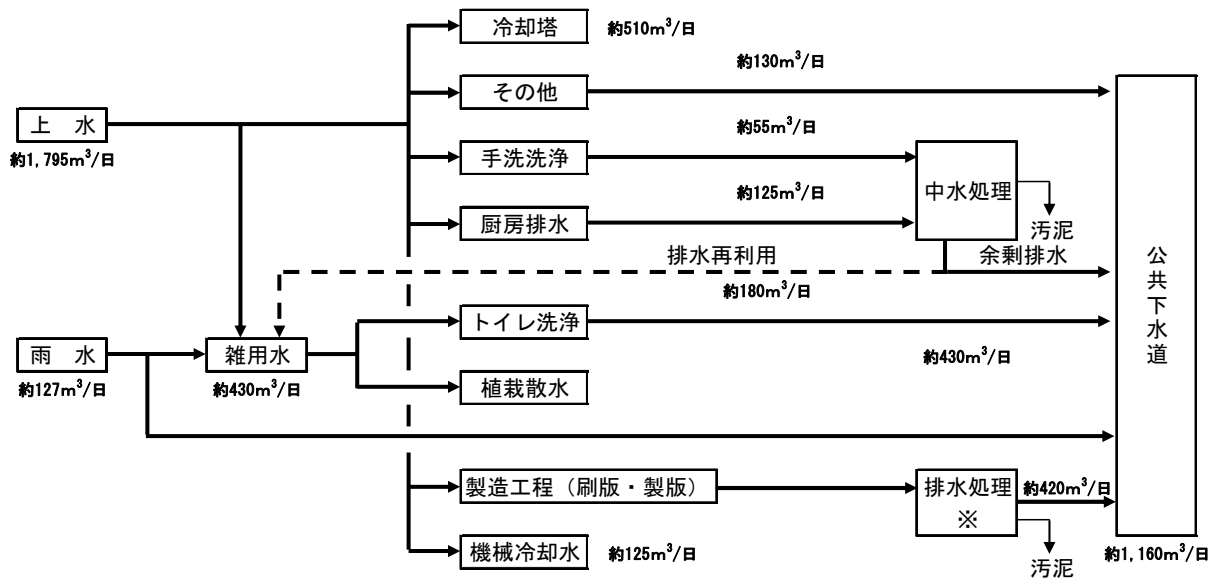 冷却塔
約510m³/日
約130m³/日
その他
上 水
約1,795m³/日
約55m³/日
手洗洗浄
中水処理
約125m³/日
厨房排水
汚泥
排水再利用
余剰排水
約180m³/日
公共下水道
トイレ洗浄
雨 水
雑用水
約430m³/日
約127m³/日
約430m³/日
植栽散水
製造工程（刷版・製版）
排水処理
※
約420m³/日
機械冷却水
約125m³/日
汚泥
約1,160m³/日